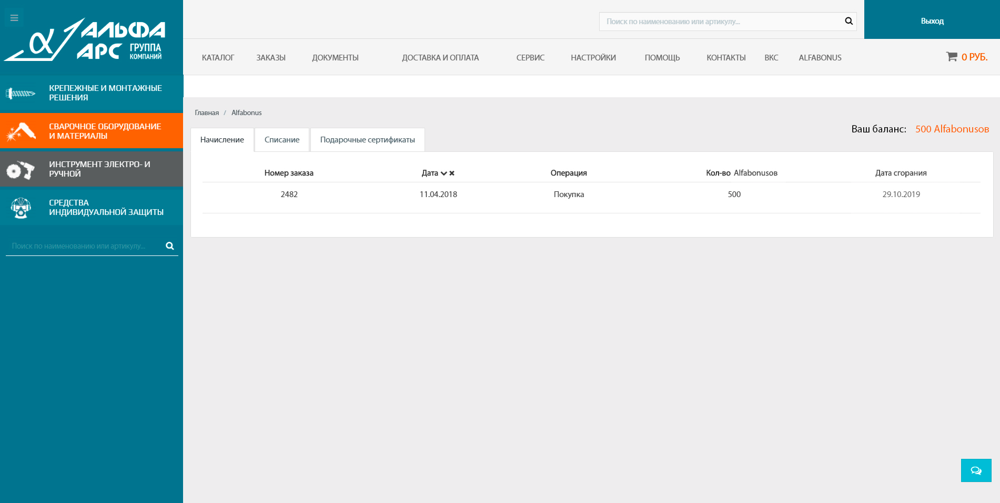 АЛЬФА
АРС ГРУППА КОМПАНИЙ
Поиск по наименованию или артикулу...
Выход
КАТАЛОГ ЗАКАЗЫ ДОКУМЕНТЫ ДОСТАВКА И ОПЛАТА СЕРВИС НАСТРОЙКИ ПОМОЩЬ КОНТАКТЫ ВКС ALFABONUS 0 РУБ.
КРЕПЕЖНЫЕ И МОНТАЖНЫЕ
РЕШЕНИЯ
СВАРОЧНОЕ ОБОРУДОВАНИЕ
И МАТЕРИАЛЫ
ИНСТРУМЕНТ ЭЛЕКТРО- И
РУЧНОЙ
СРЕДСТВА
ИНДИВИДУАЛЬНОЙ ЗАЩИТЫ
Поиск по наименованию или артикулу...
Главная / Alfabonus
Ваш баланс: 500 Alfabonusов
Начисление Списание Подарочные сертификаты
Номер заказа Дата Операция Кол-во Alfabonusов Дата сгорания
2482 11.04.2018 Покупка 500 29.10.2019